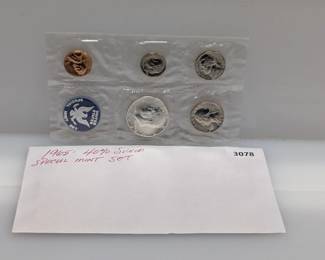 3078
1965 - 40% Silver
Special Mint Set